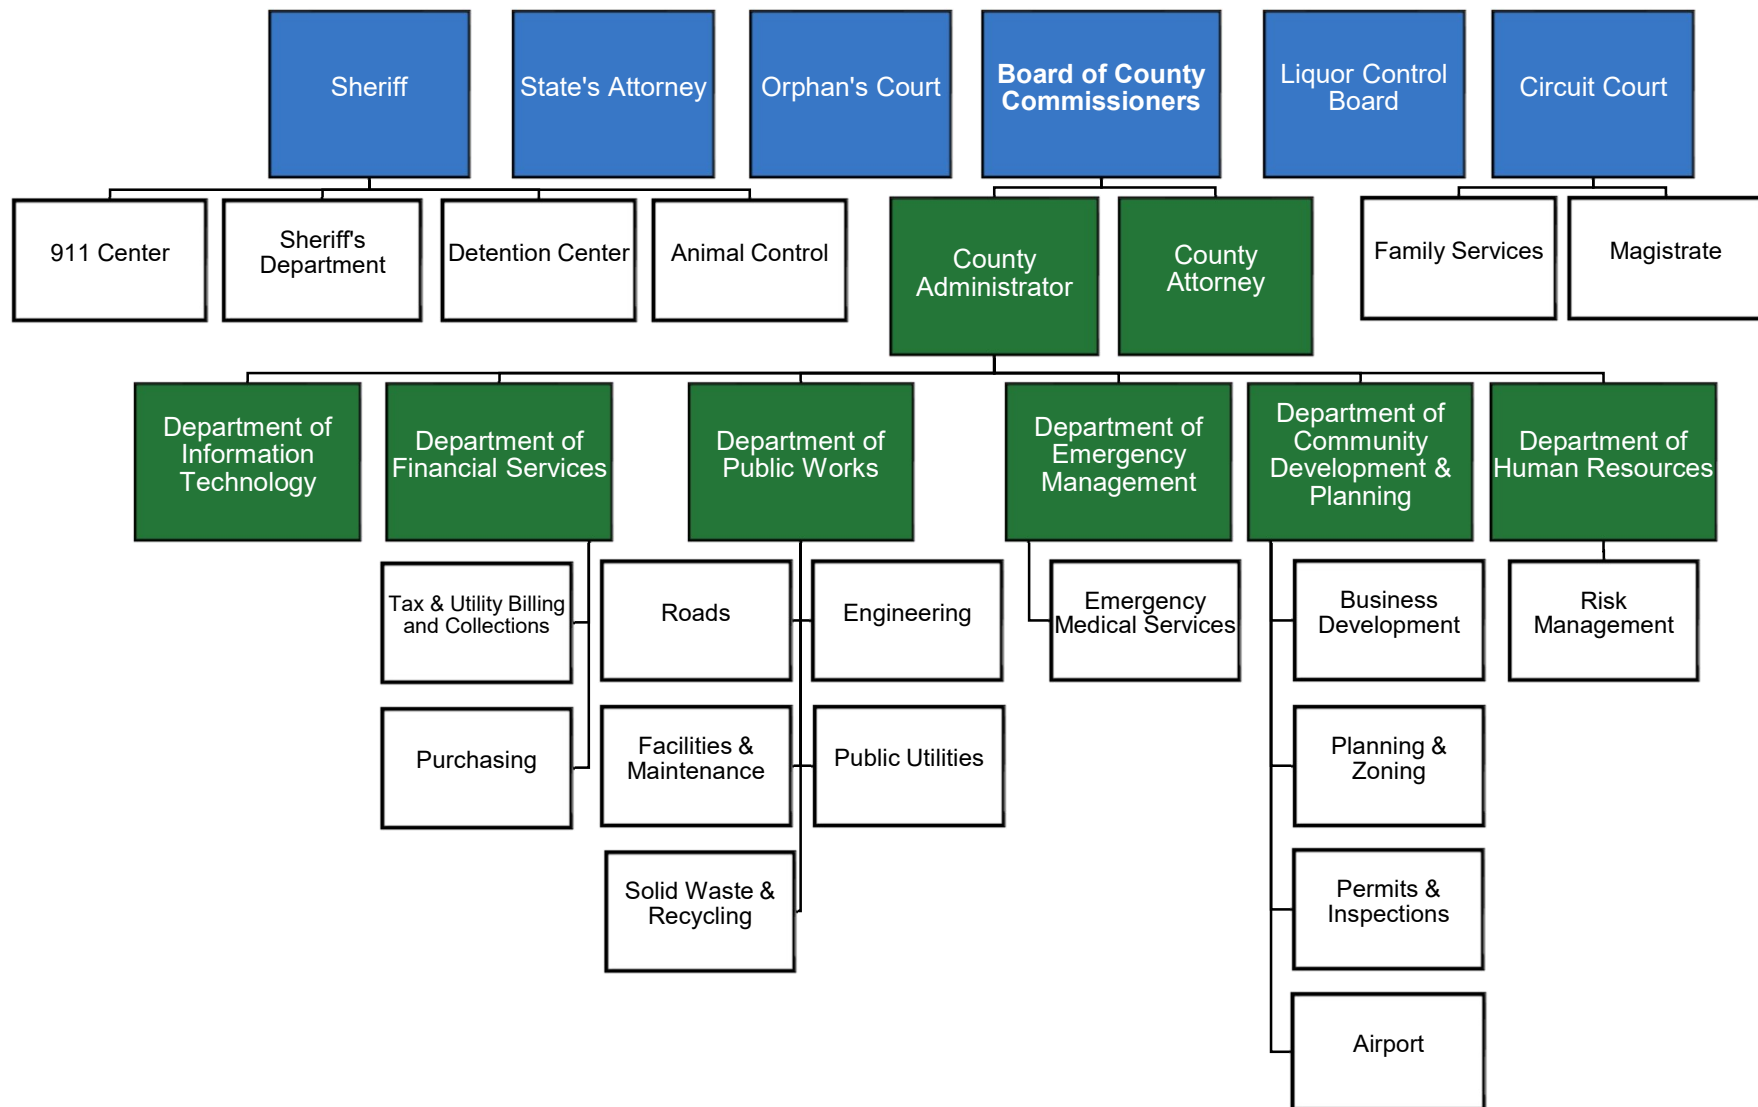 Sheriff
State's Attorney
Orphan's Court
Board of County
Commissioners
Liquor Control
Board
Circuit Court
911 Center
Sheriff's
Department
Detention Center
Animal Control
County
Administrator
County
Attorney
Family Services
Magistrate
Department of
Information
Technology
Department of
Financial Services
Department of
Public Works
Department of
Emergency
Management
Department of
Community
Development &
Planning
Department of
Human Resources
Tax & Utility Billing
and Collections
Roads
Engineering
Emergency
Medical Services
Business
Development
Risk
Management
Purchasing
Facilities &
Maintenance
Public Utilities
Planning &
Zoning
Solid Waste &
Recycling
Permits &
Inspections
Airport